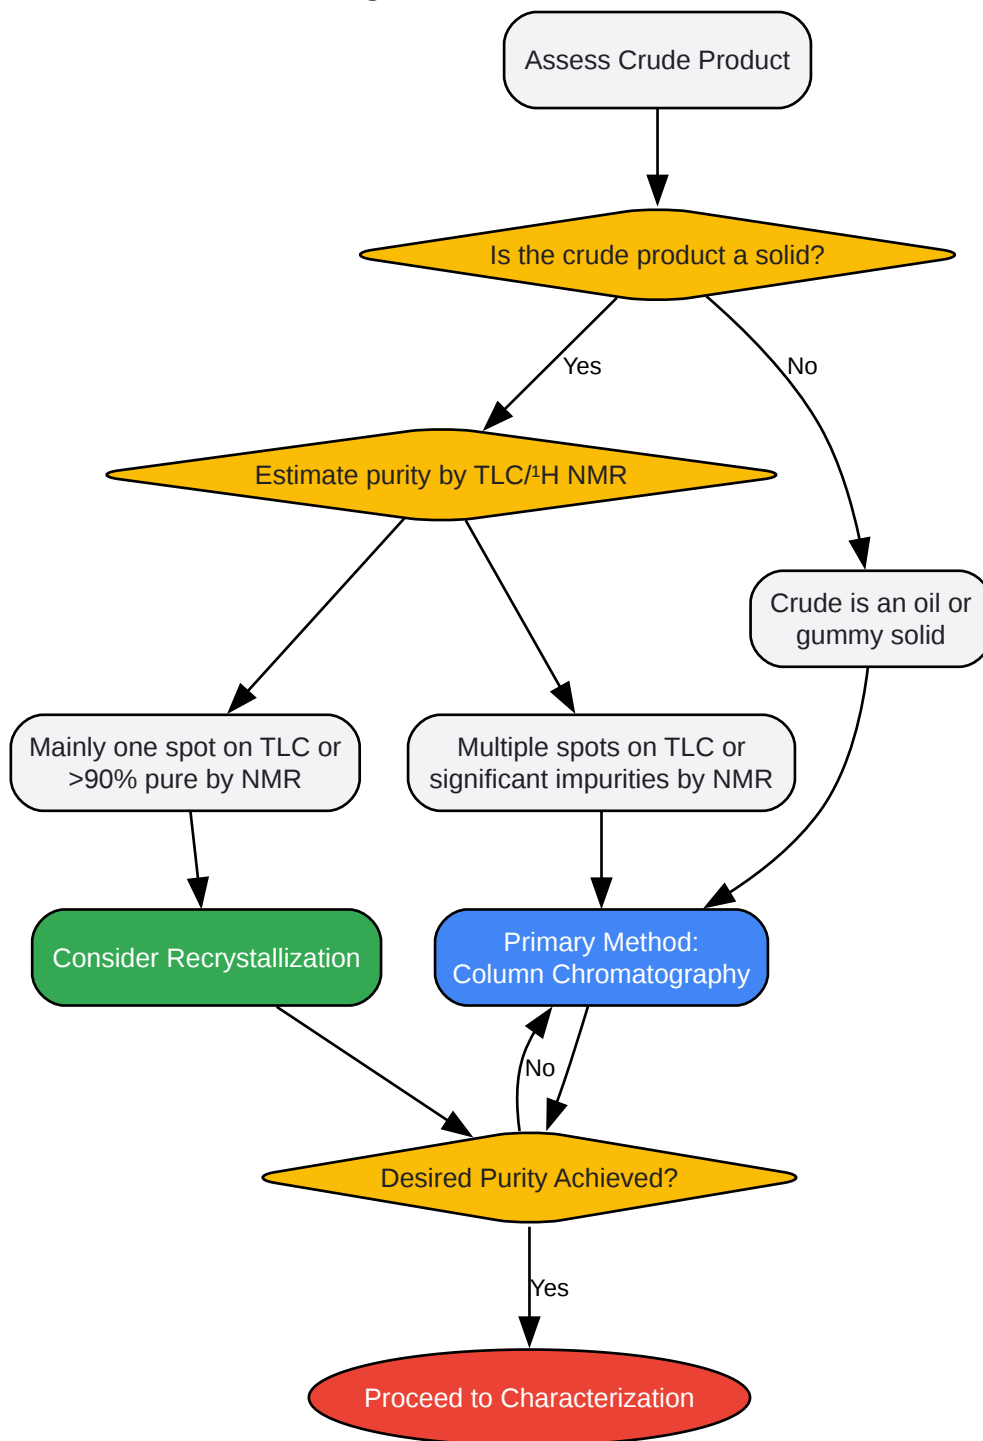 Assess Crude Product
Is the crude product a solid?
Yes
No
Estimate purity by TLC/¹H NMR
Crude is an oil or
gummy solid
Mainly one spot on TLC or
>90% pure by NMR
Multiple spots on TLC or
significant impurities by NMR
Consider Recrystallization
Primary Method:
Column Chromatography
No
Desired Purity Achieved?
Yes
Proceed to Characterization